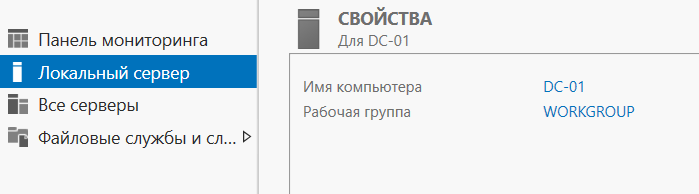 Панель мониторинга
Локальный сервер
Все серверы
Файловые службы и сл...
СВОЙСТВА
Для DC-01
Имя компьютера DC-01
Рабочая группа WORKGROUP